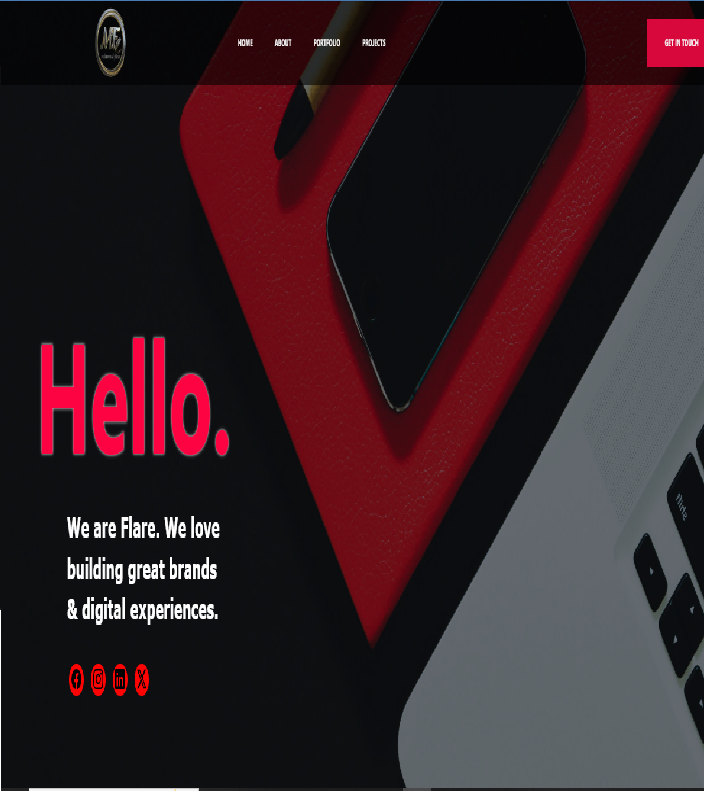 HOME ABOUT PORTFOLIO PROJECTS GET IN TOUCH
Hello.
We are Flare. We love
building great brands
& digital experiences.